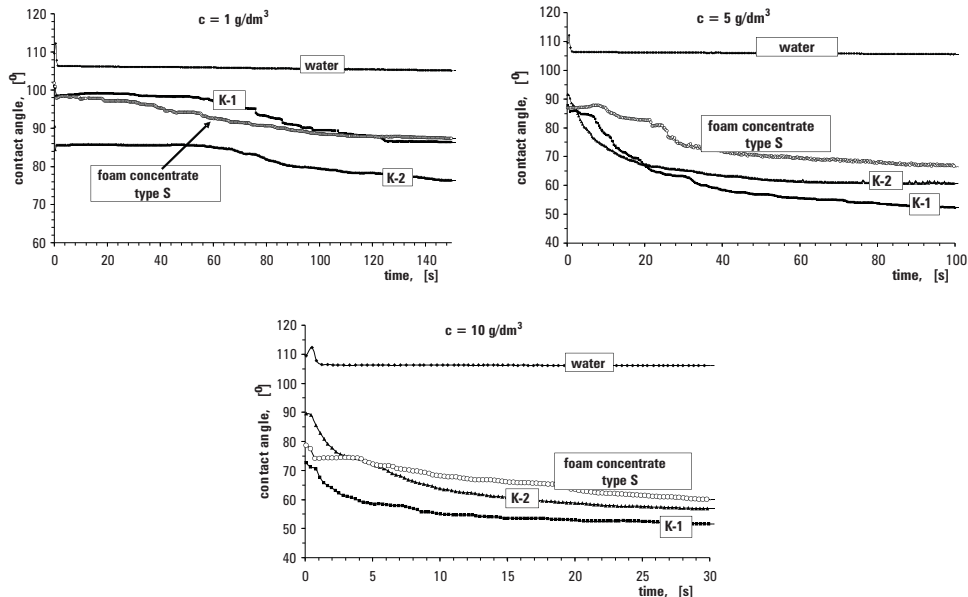 c = 1 g/dm³
contact angle, [⁰]
120
110
100
90
80
70
60
water
K-1
foam concentrate
type S
K-2
0 20 40 60 80 100 120 140
time, [s]
c = 5 g/dm³
contact angle, [⁰]
120
110
100
90
80
70
60
50
40
water
foam concentrate
type S
K-2
K-1
0 20 40 60 80 100
time, [s]
c = 10 g/dm³
contact angle, [⁰]
120
110
100
90
80
70
60
50
40
water
foam concentrate
type S
K-2
K-1
0 5 10 15 20 25 30
time, [s]